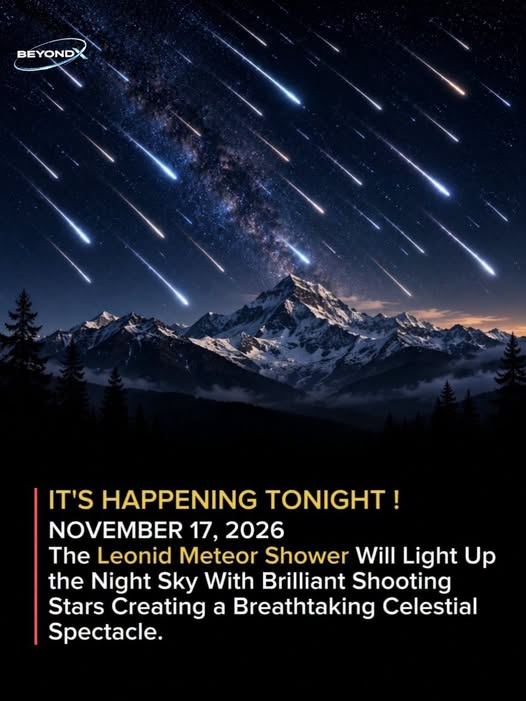 BEYONDX
IT'S HAPPENING TONIGHT !
NOVEMBER 17, 2026
The Leonid Meteor Shower Will Light Up
the Night Sky With Brilliant Shooting
Stars Creating a Breathtaking Celestial
Spectacle.